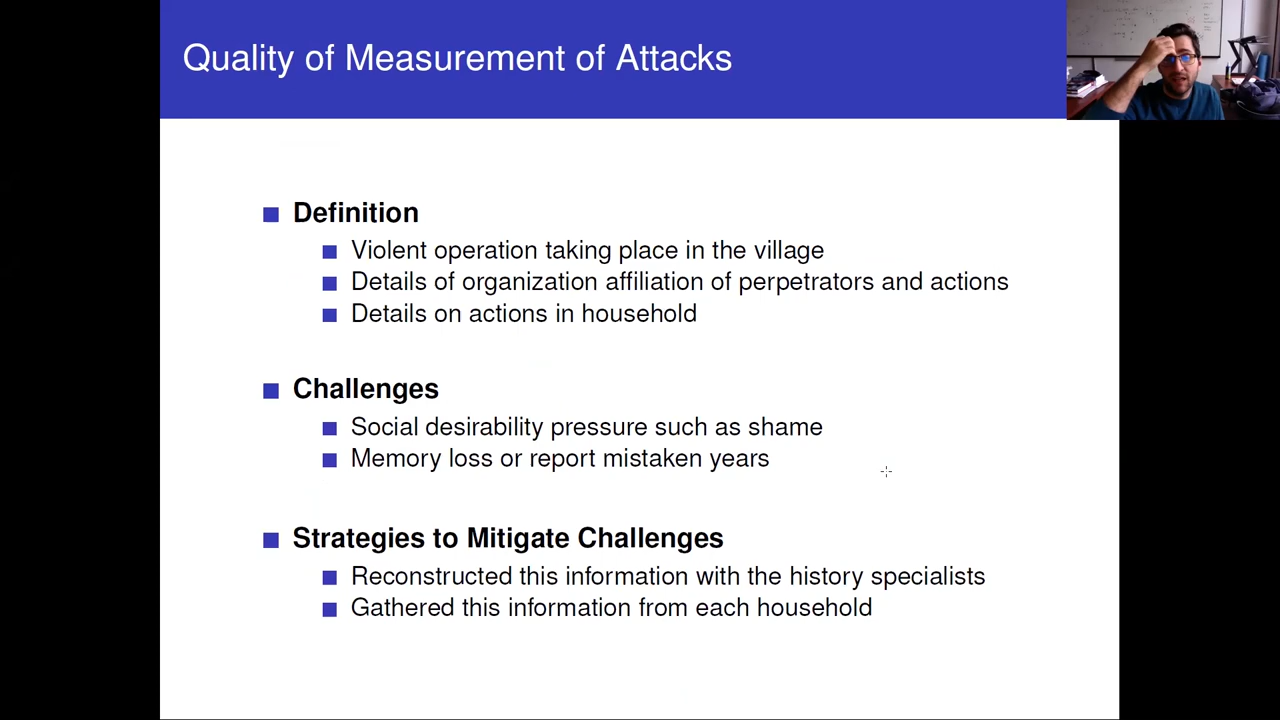 Quality of Measurement of Attacks
Definition
Violent operation taking place in the village
Details of organization affiliation of perpetrators and actions
Details on actions in household
Challenges
Social desirability pressure such as shame
Memory loss or report mistaken years
Strategies to Mitigate Challenges
Reconstructed this information with the history specialists
Gathered this information from each household